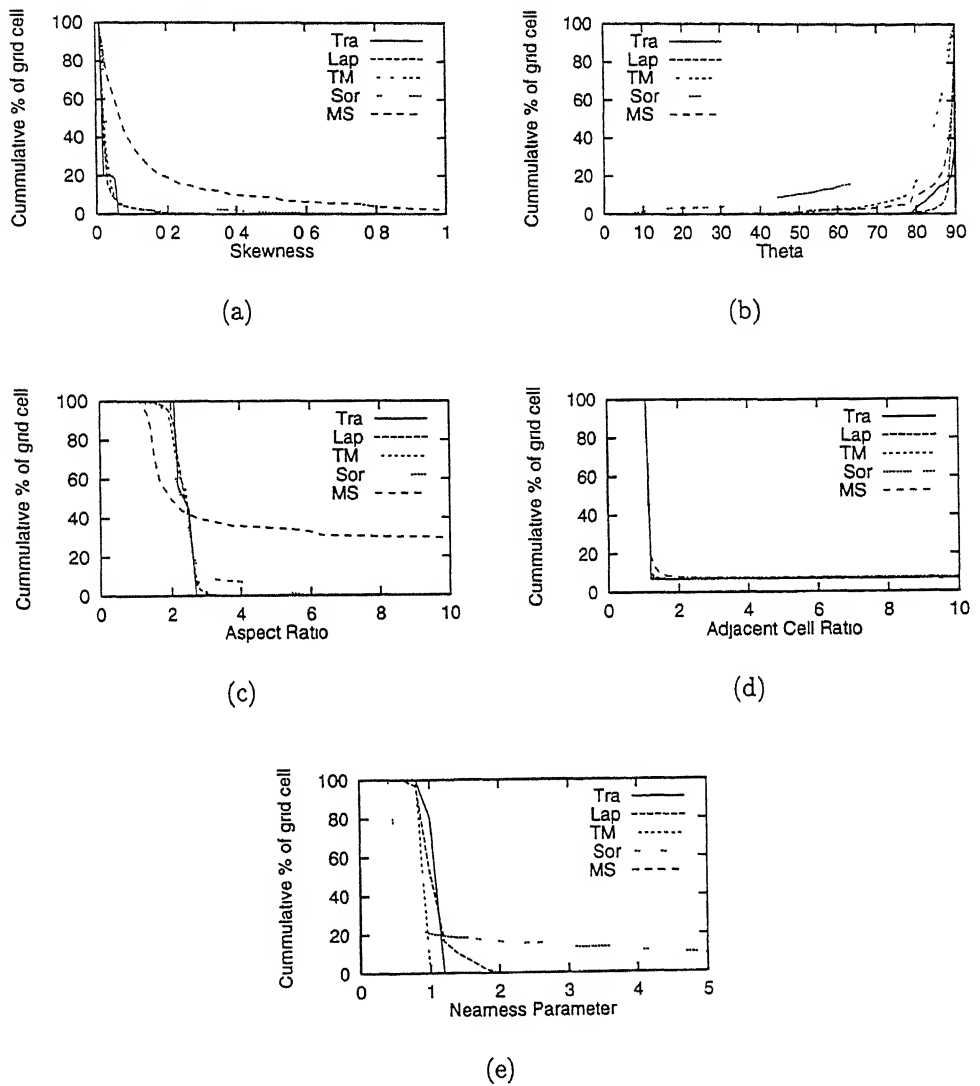 Cummulative % of grid cell
100
80
60
40
20
0
Tra
Lap
TM
Sor
MS
0 0 2 0 4 0 6 0 8 1
Skewness
(a)
Cummulative % of grid cell
100
80
60
40
20
0
Tra
Lap
TM
Sor
MS
0 10 20 30 40 50 60 70 80 90
Theta
(b)
Cummulative % of grid cell
100
80
60
40
20
0
Tra
Lap
TM
Sor
MS
0 2 4 6 8 10
Aspect Ratio
(c)
Cummulative % of grid cell
100
80
60
40
20
0
Tra
Lap
TM
Sor
MS
0 2 4 6 8 10
Adjacent Cell Ratio
(d)
Cummulative % of grid cell
100
80
60
40
20
0
Tra
Lap
TM
Sor
MS
0 1 2 3 4 5
Nearness Parameter
(e)